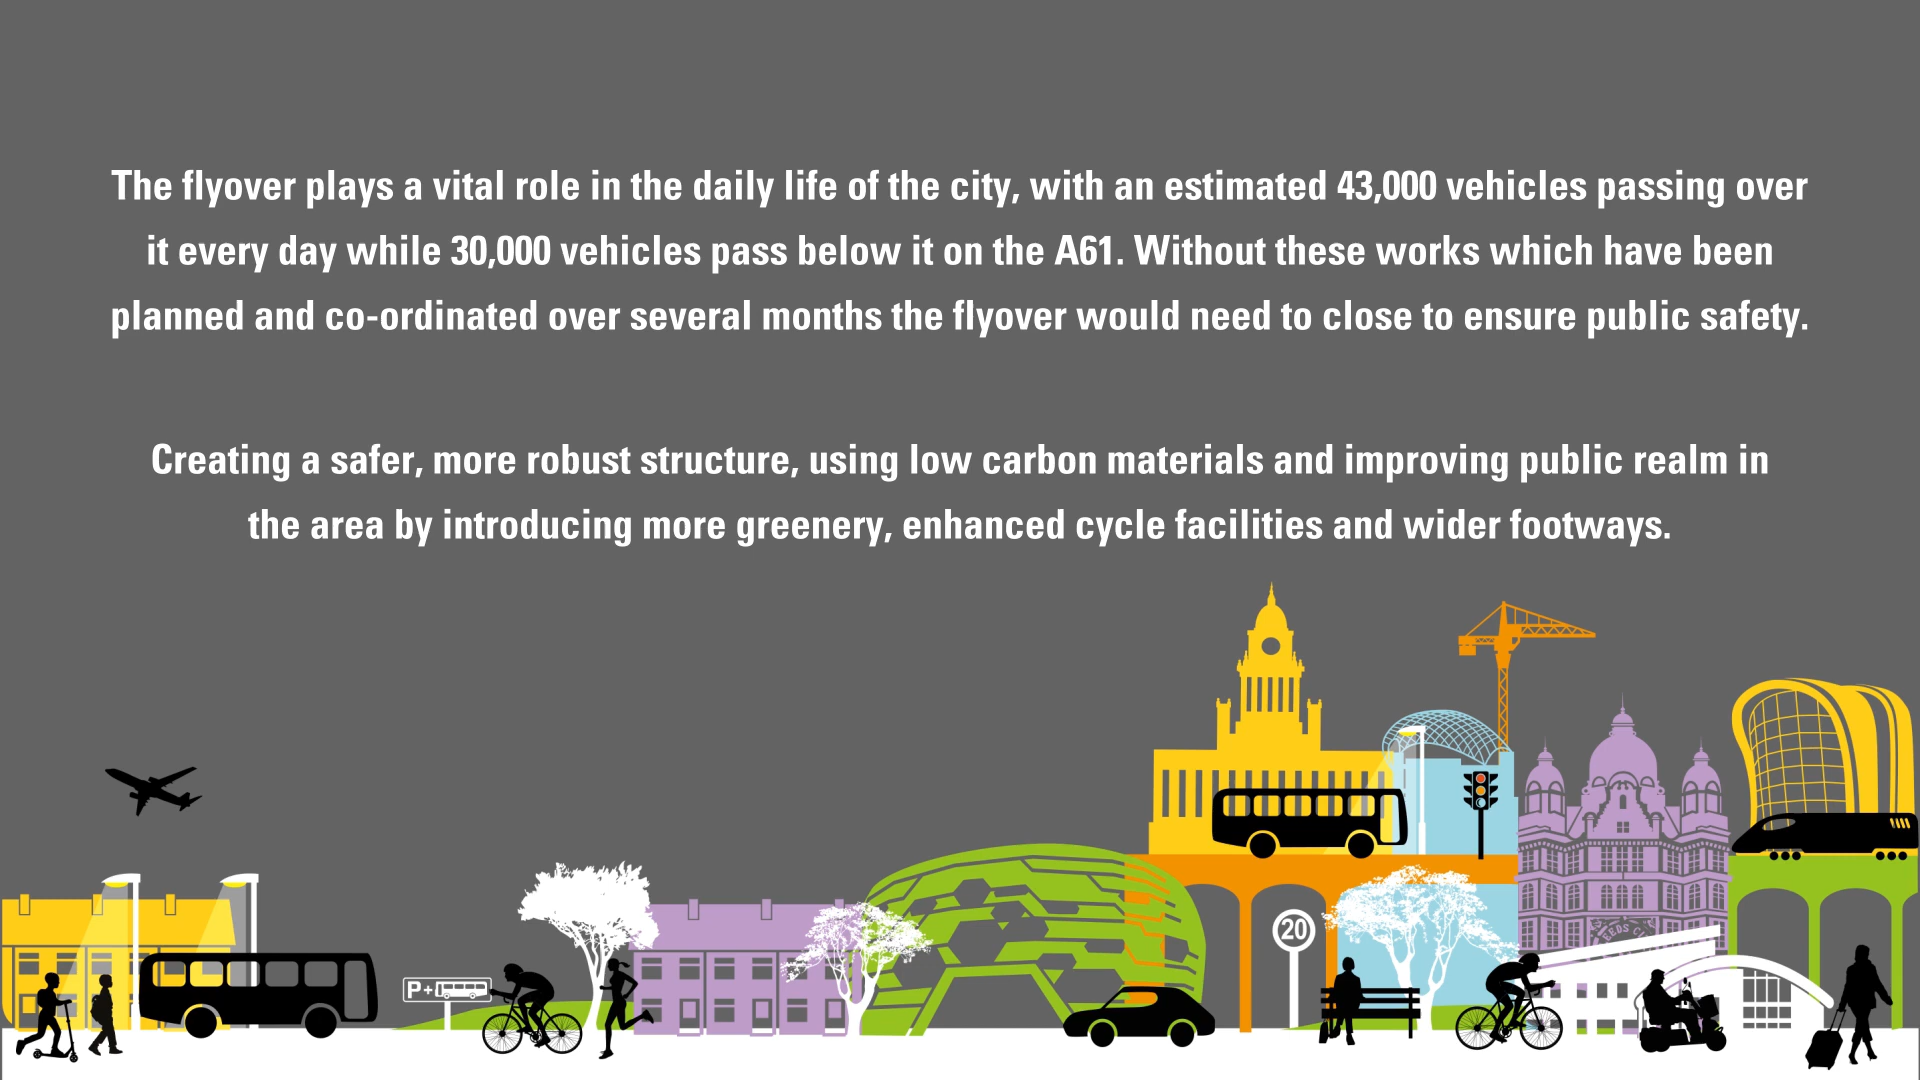 The flyover plays a vital role in the daily life of the city, with an estimated 43,000 vehicles passing over
it every day while 30,000 vehicles pass below it on the A61. Without these works which have been
planned and co-ordinated over several months the flyover would need to close to ensure public safety.
Creating a safer, more robust structure, using low carbon materials and improving public realm in
the area by introducing more greenery, enhanced cycle facilities and wider footways.
20
P+